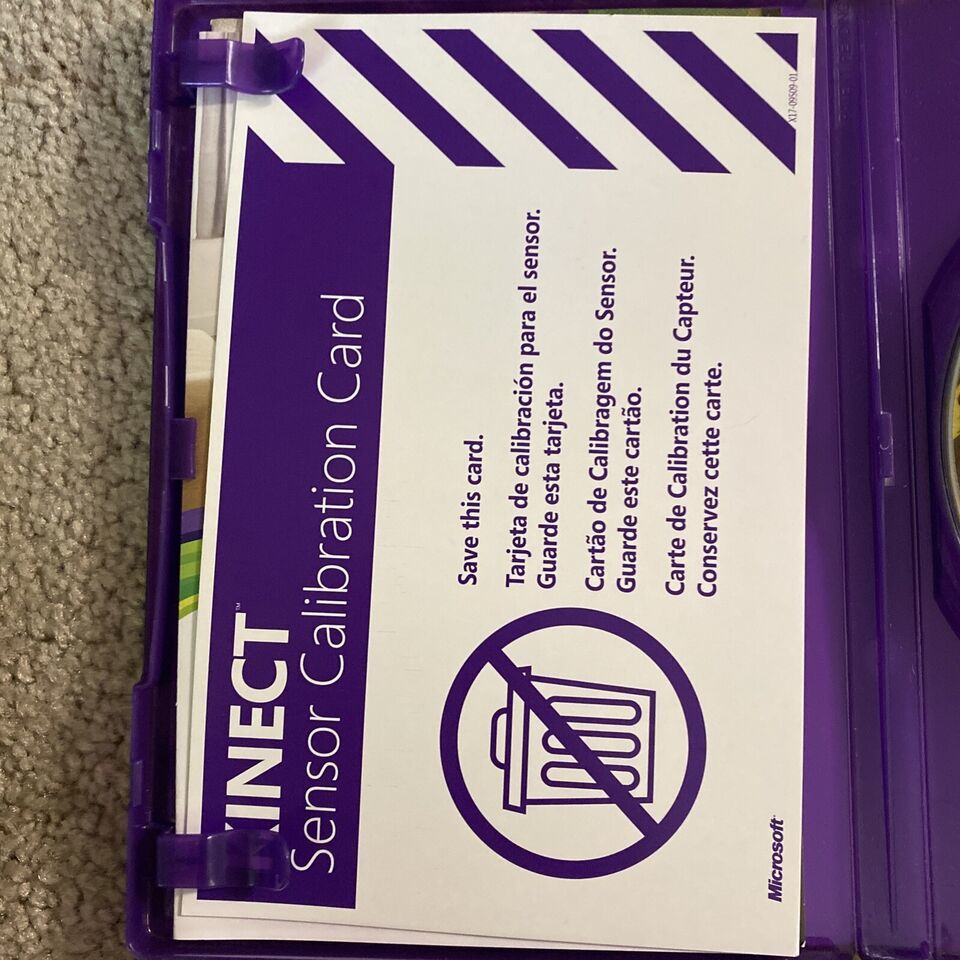 KINECT™
Sensor Calibration Card
Save this card.
Tarjeta de calibración para el sensor.
Guarde esta tarjeta.
Cartão de Calibragem do Sensor.
Guarde este cartão.
Carte de Calibration du Capteur.
Conservez cette carte.
Microsoft
X17-09509-01